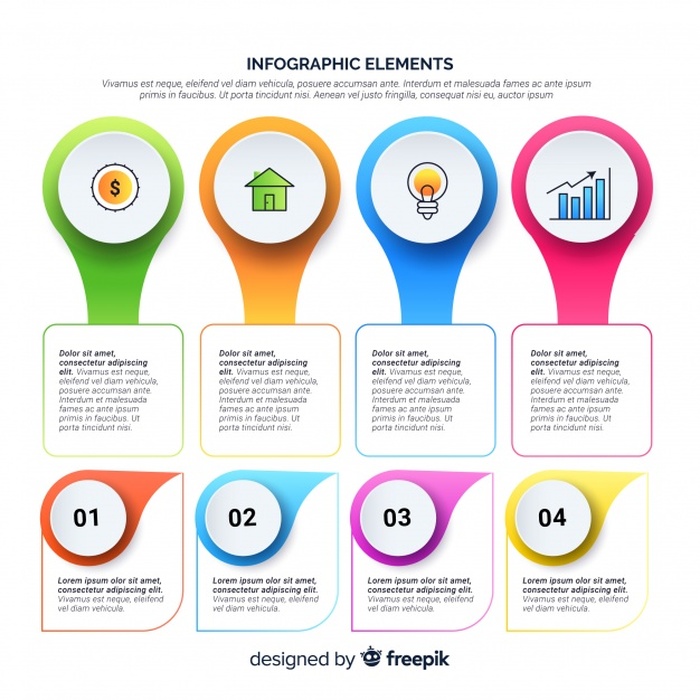 INFOGRAPHIC ELEMENTS
Vivamus est neque, eleifend vel diam vehicula, posuere accumsan ante. Interdum et malesuada fames ac ante ipsum
primis in faucibus. Ut porta tincidunt nisi. Aenean vel justo fringilla, consequat nisi eu, auctor ipsum
$
Dolor sit amet,
consectetur adipiscing
elit. Vivamus est neque,
eleifend vel diam vehicula,
posuere accumsan ante.
Interdum et malesuada
fames ac ante ipsum
primis in faucibus. Ut
porta tincidunt nisi.
Dolor sit amet,
consectetur adipiscing
elit. Vivamus est neque,
eleifend vel diam vehicula,
posuere accumsan ante.
Interdum et malesuada
fames ac ante ipsum
primis in faucibus. Ut
porta tincidunt nisi.
Dolor sit amet,
consectetur adipiscing
elit. Vivamus est neque,
eleifend vel diam vehicula,
posuere accumsan ante.
Interdum et malesuada
fames ac ante ipsum
primis in faucibus. Ut
porta tincidunt nisi.
Dolor sit amet,
consectetur adipiscing
elit. Vivamus est neque,
eleifend vel diam vehicula,
posuere accumsan ante.
Interdum et malesuada
fames ac ante ipsum
primis in faucibus. Ut
porta tincidunt nisi.
01
Lorem ipsum olor sit amet,
consectetur adipiscing elit.
Vivamus est neque, eleifend
vel diam vehicula.
02
Lorem ipsum olor sit amet,
consectetur adipiscing elit.
Vivamus est neque, eleifend
vel diam vehicula.
03
Lorem ipsum olor sit amet,
consectetur adipiscing elit.
Vivamus est neque, eleifend
vel diam vehicula.
04
Lorem ipsum olor sit amet,
consectetur adipiscing elit.
Vivamus est neque, eleifend
vel diam vehicula.
designed by freepik